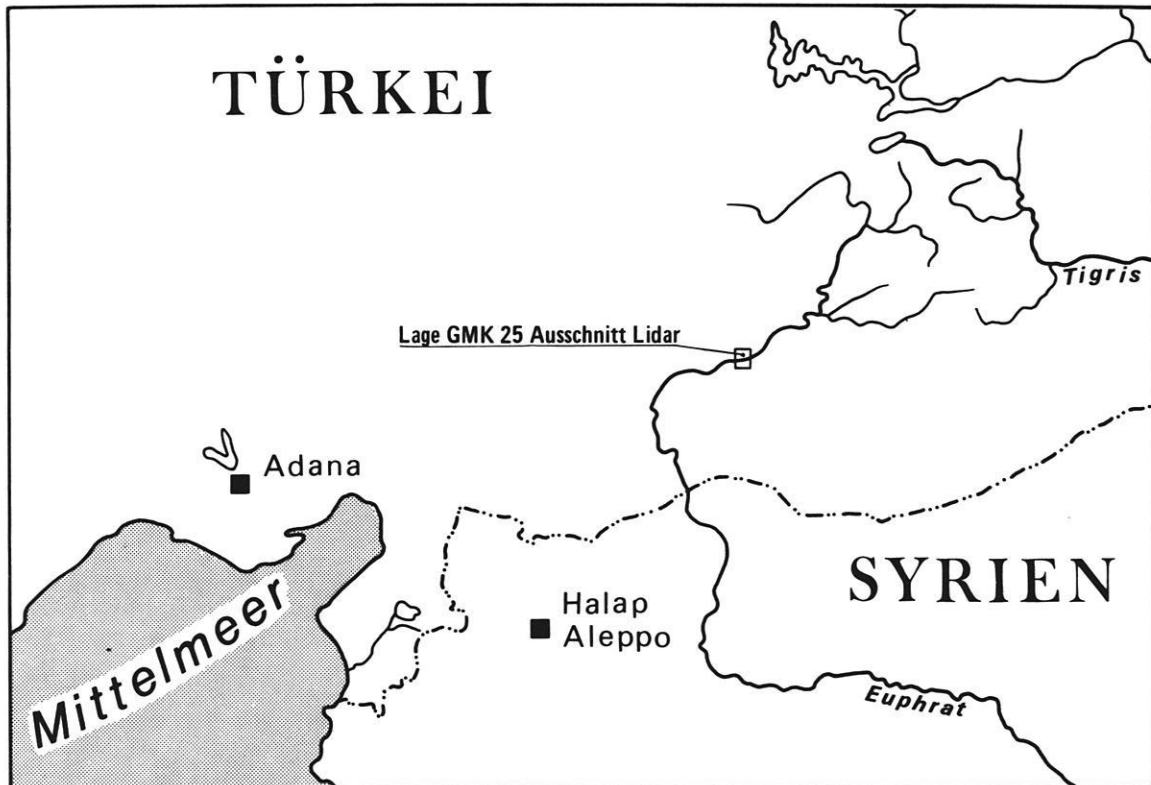 TÜRKEI
Tigris
Lage GMK 25 Ausschnitt Lidar
Adana
SYRIEN
Halap
Aleppo
Mittelmeer
Euphrat